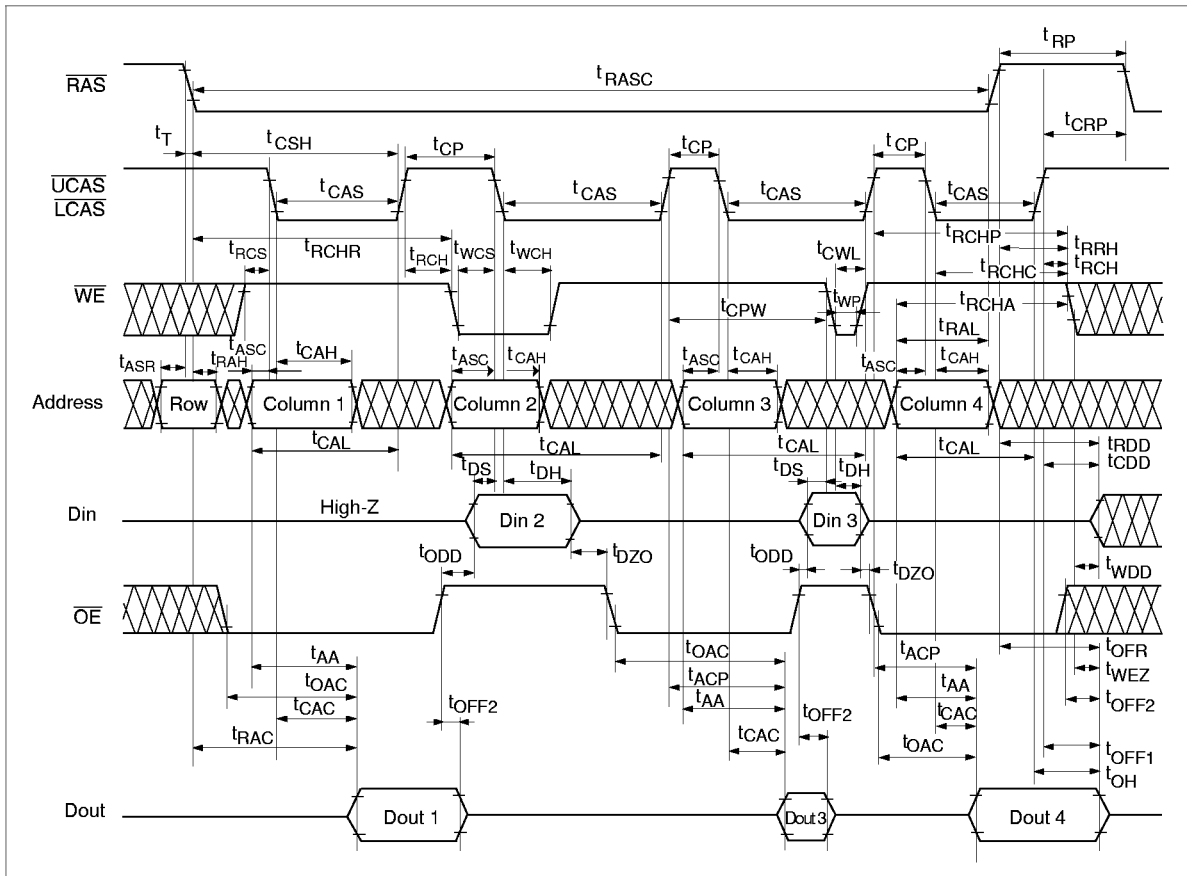 tRP
RAS
tRASC
tT tCSH tCP tCP tCP tCRP
UCAS
LCAS
tCAS tCAS tCAS tCAS
tRCHP
tRCS tRCHR tRCH tWCS tWCH tCWL tRRH
tRCHC tRCH
WE
tCPW tWP tRCHA
tRAL
tASR tASC tRAH tCAH tASC tCAH tASC tCAH tASC tCAH
Address Row Column 1 Column 2 Column 3 Column 4
tCAL tCAL tCAL tCAL tRDD
tCDD
tDS tDH tDS tDH
Din High-Z Din 2 Din 3
tODD tDZO tODD tDZO tWDD
OE
tAA tOAC tACP tOFR
tOAC tACP tAA tWEZ
tCAC tOFF2 tAA tOFF2 tCAC tOFF2
tRAC tCAC tOAC tOFF1
tOH
Dout Dout 1 Dout3 Dout 4